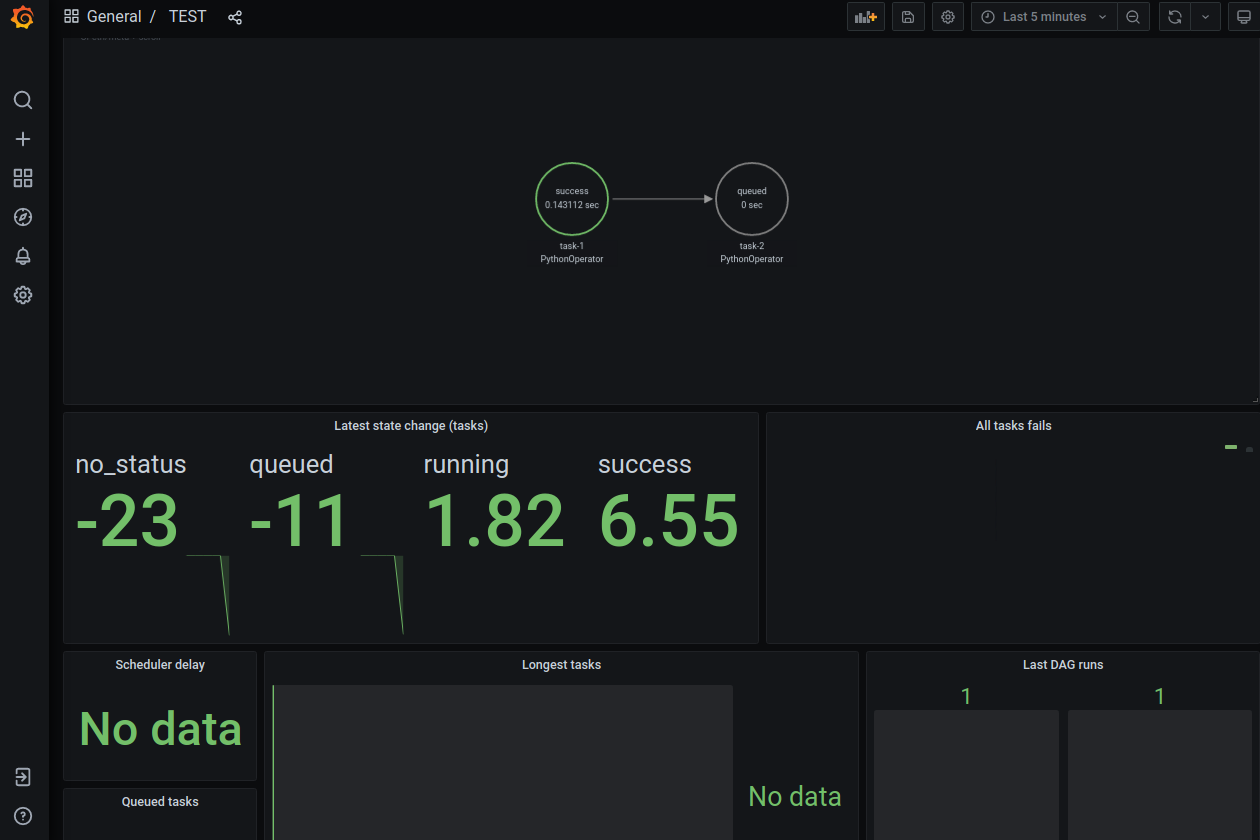 General / TEST
Last 5 minutes
success
0.143112 sec
task-1
PythonOperator
queued
0 sec
task-2
PythonOperator
Latest state change (tasks)
no_status
-23
queued
-11
running
1.82
success
6.55
All tasks fails
Scheduler delay
No data
Queued tasks
Longest tasks
No data
Last DAG runs
1
1